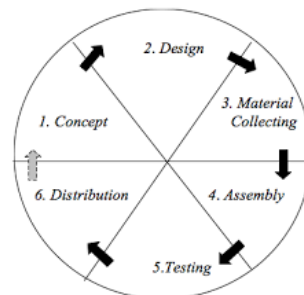 1. Concept
2. Design
3. Material
Collecting
4. Assembly
5.Testing
6. Distribution